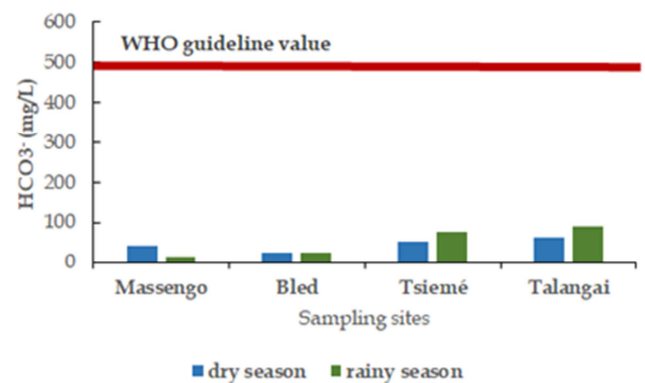 600
WHO guideline value
500
400
300
200
100
0
HCO3- (mg/L)
Massengo Bled Tsiemé Talangai
Sampling sites
dry season rainy season